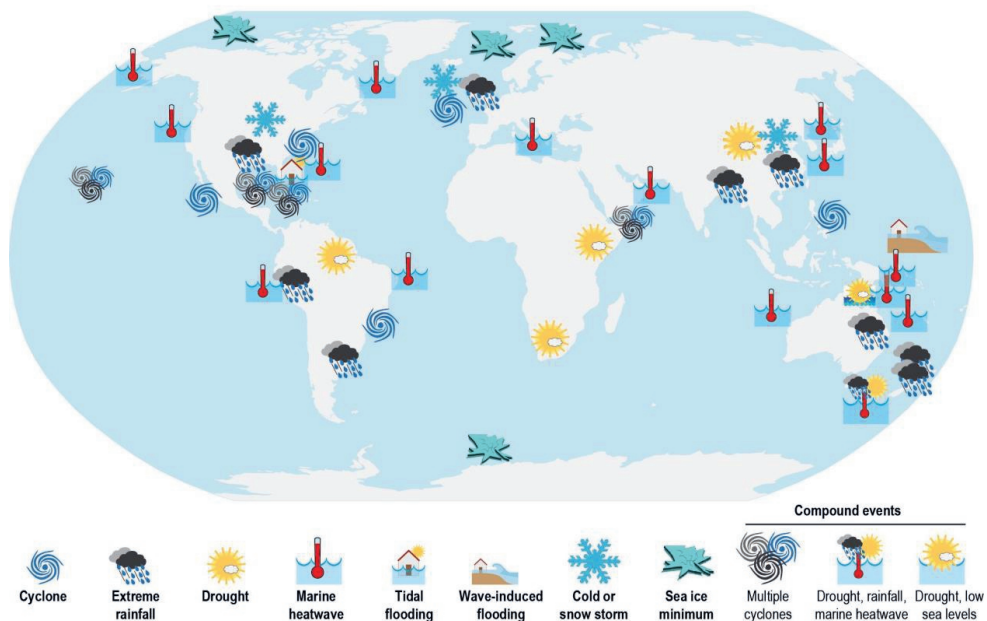 Compound events
Cyclone
Extreme
rainfall
Drought
Marine
heatwave
Tidal
flooding
Wave-induced
flooding
Cold or
snow storm
Sea ice
minimum
Multiple
cyclones
Drought, rainfall,
marine heatwave
Drought, low
sea levels